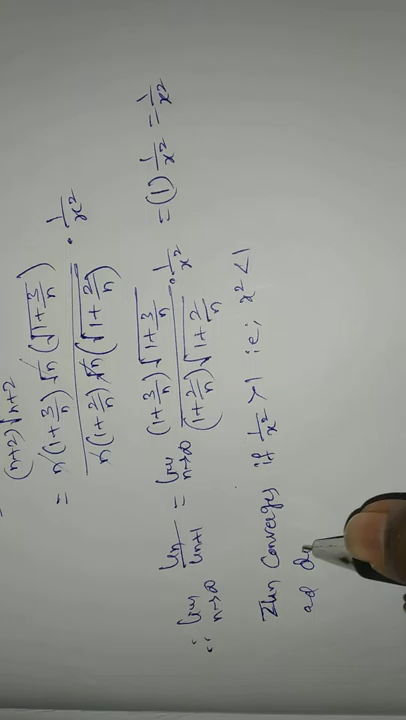 (n+2)√n+2
= n(1+3/n)√n(√1+3/n) / n(1+2/n)√n(√1+2/n) · 1/x²
∴ lim n→∞ un/un+1 = lim n→∞ (1+3/n)√1+3/n / (1+2/n)√1+2/n · 1/x² = (1) 1/x² = 1/x²
Σun Converges if 1/x² > 1 i.e; x² < 1
ad